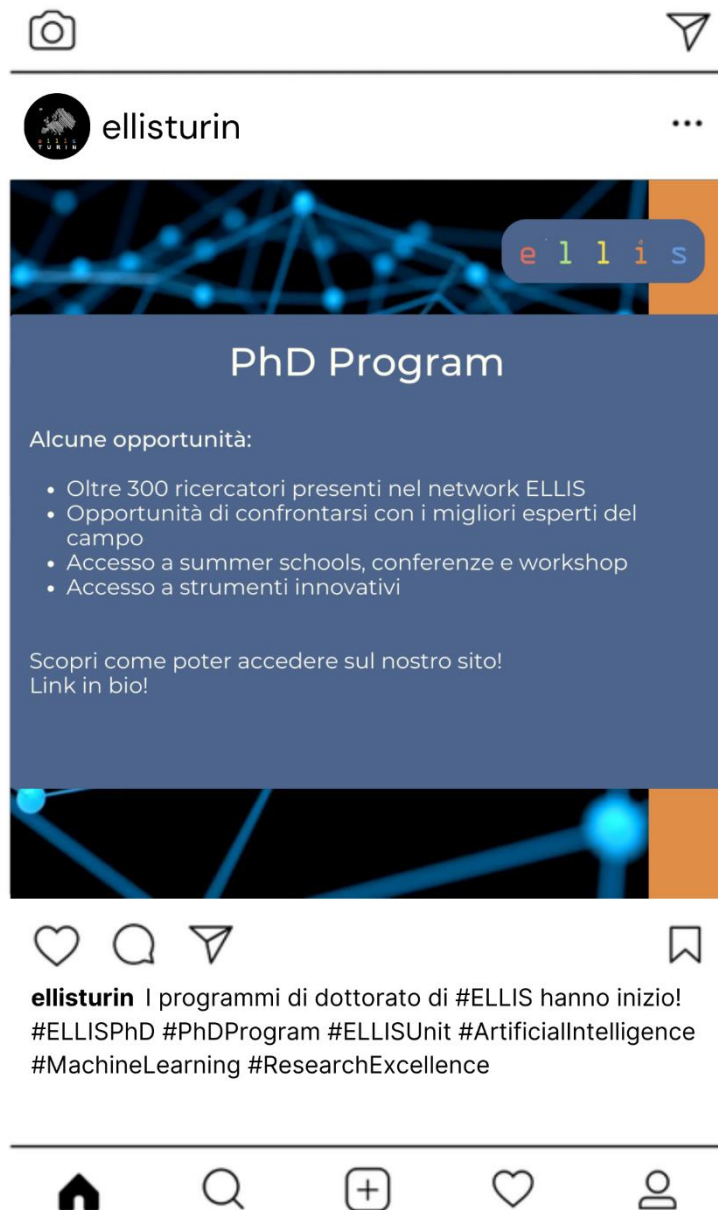 ellisturin
ellis
PhD Program
Alcune opportunità:
• Oltre 300 ricercatori presenti nel network ELLIS
• Opportunità di confrontarsi con i migliori esperti del
campo
• Accesso a summer schools, conferenze e workshop
• Accesso a strumenti innovativi
Scopri come poter accedere sul nostro sito!
Link in bio!
ellisturin I programmi di dottorato di #ELLIS hanno inizio!
#ELLISPhD #PhDProgram #ELLISUnit #ArtificialIntelligence
#MachineLearning #ResearchExcellence